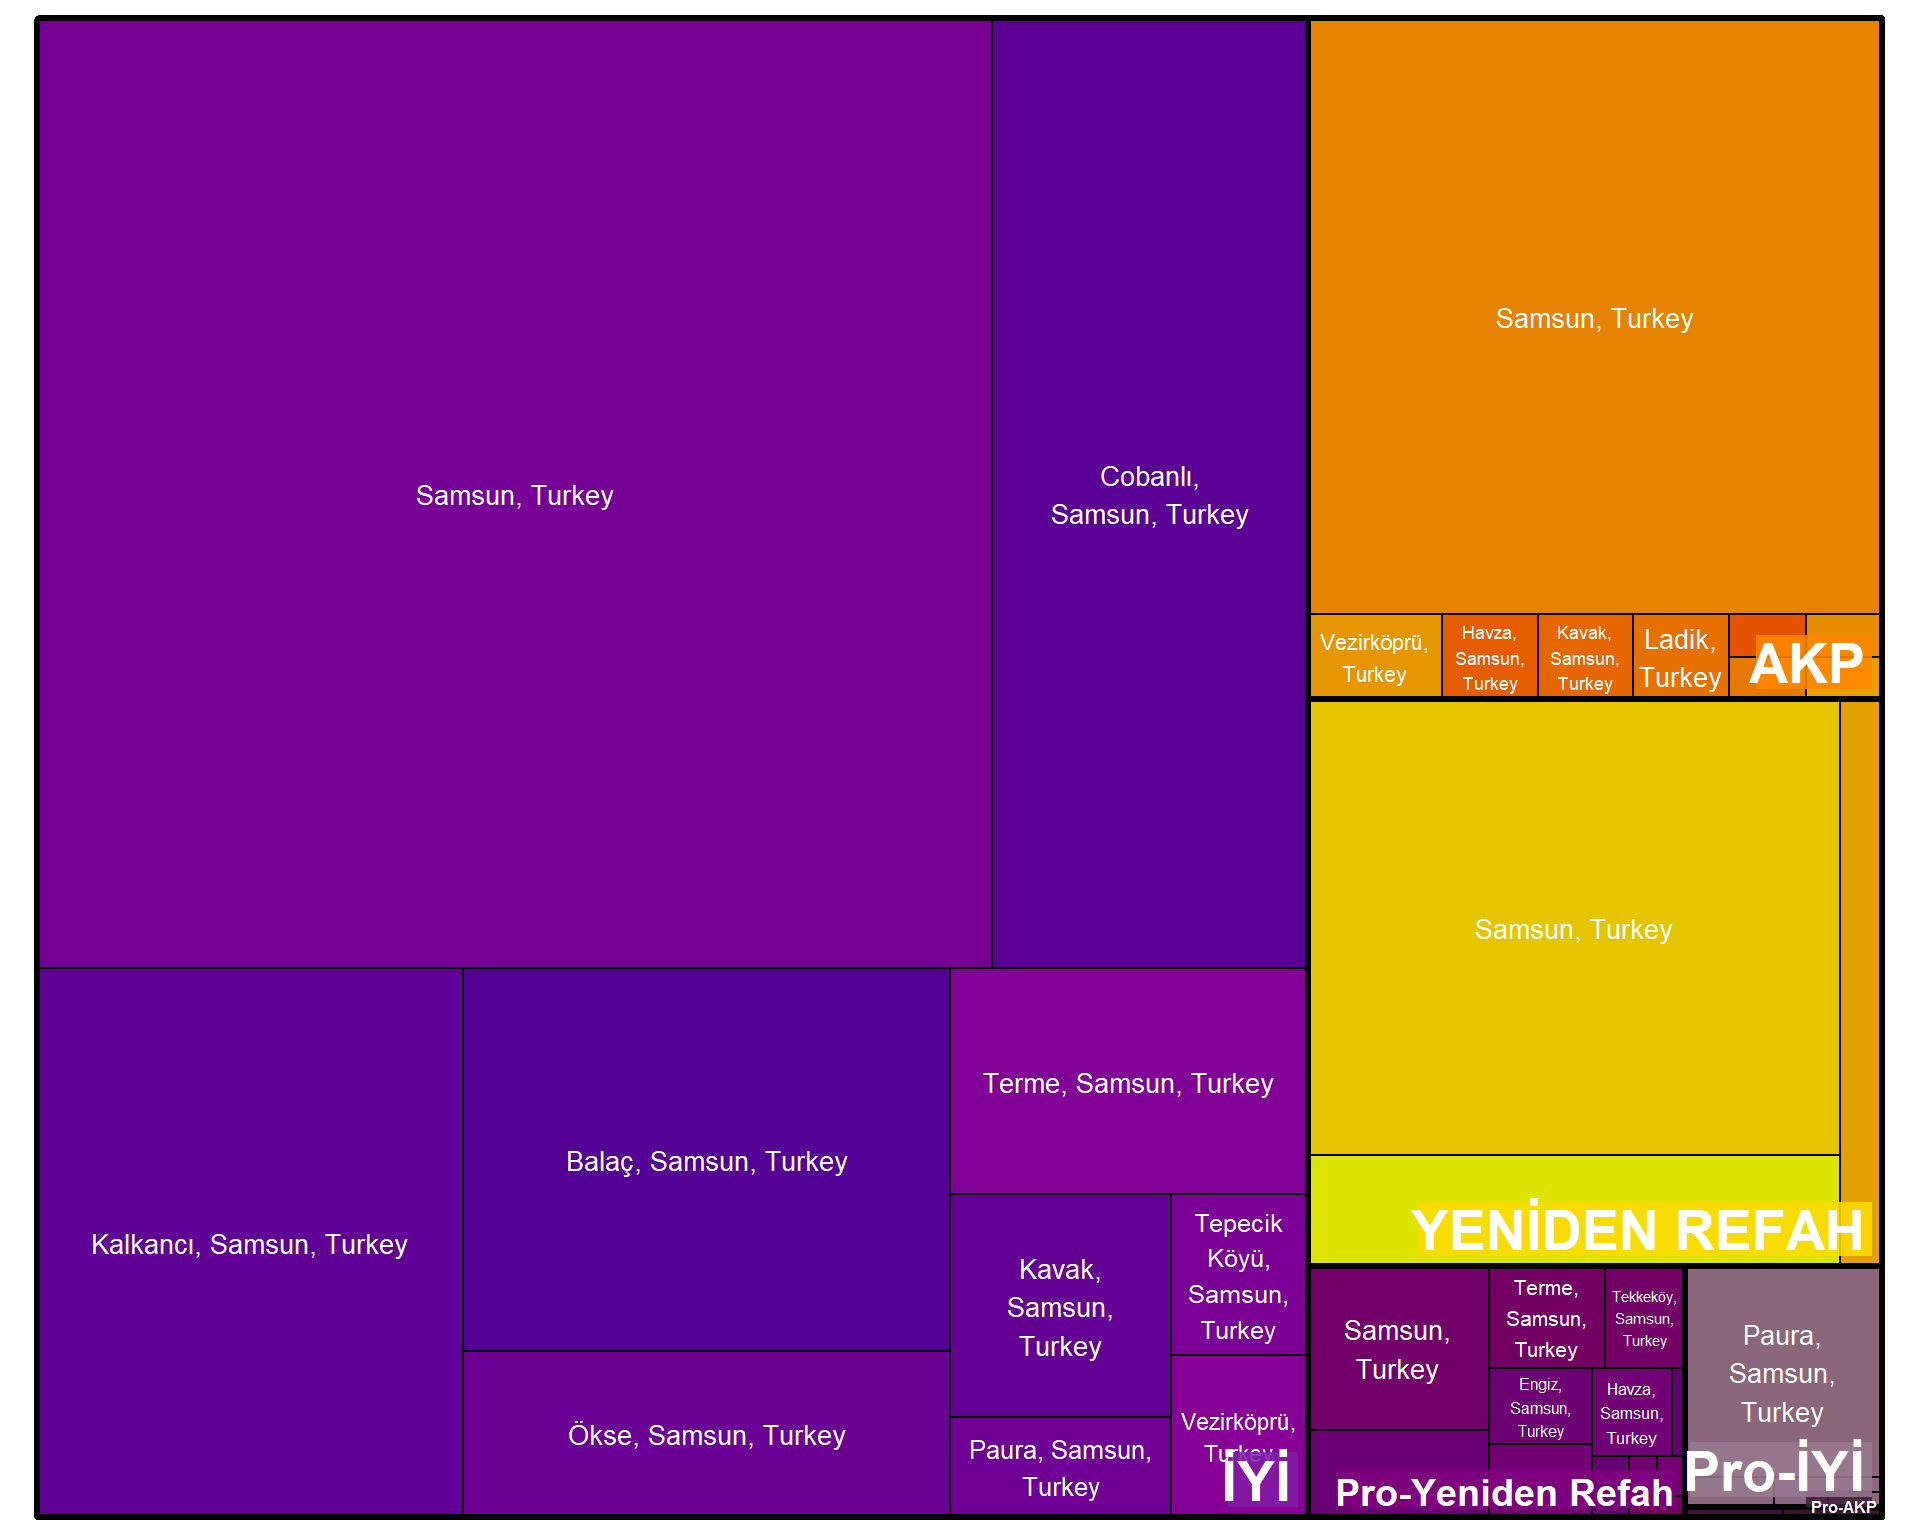 Samsun, Turkey
Cobanlı,
Samsun, Turkey
Kalkancı, Samsun, Turkey
Balaç, Samsun, Turkey
Ökse, Samsun, Turkey
Terme, Samsun, Turkey
Kavak,
Samsun,
Turkey
Tepecik
Köyü,
Samsun,
Turkey
Paura, Samsun,
Turkey
Vezirköprü,
Turkey
İYİ
Samsun, Turkey
Vezirköprü,
Turkey
Havza,
Samsun,
Turkey
Kavak,
Samsun,
Turkey
Ladik,
Turkey
AKP
Samsun, Turkey
YENİDEN REFAH
Samsun,
Turkey
Terme,
Samsun,
Turkey
Tekkeköy,
Samsun,
Turkey
Engiz,
Samsun,
Turkey
Havza,
Samsun,
Turkey
Pro-Yeniden Refah
Paura,
Samsun,
Turkey
Pro-İYİ
Pro-AKP